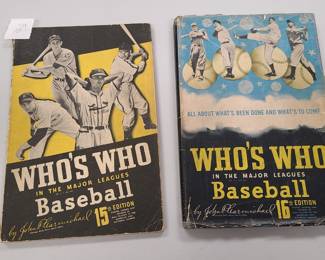 WHO'S WHO
IN THE MAJOR LEAGUES
Baseball
by John P. Carmichael
15th EDITION
ALL ABOUT WHAT'S BEEN DONE AND WHAT'S TO COME
WHO'S WHO
IN THE MAJOR LEAGUES
Baseball
by John P. Carmichael
16th EDITION